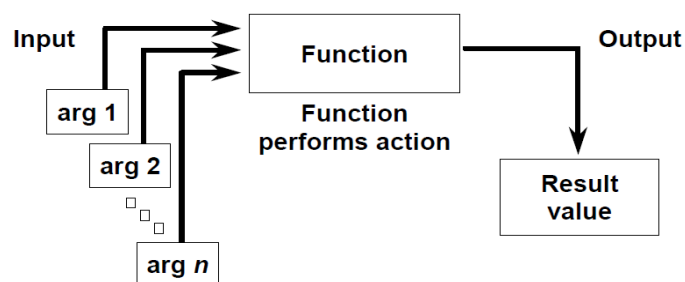 Input
Function
Output
arg 1
Function
performs action
arg 2
Result
value
arg n